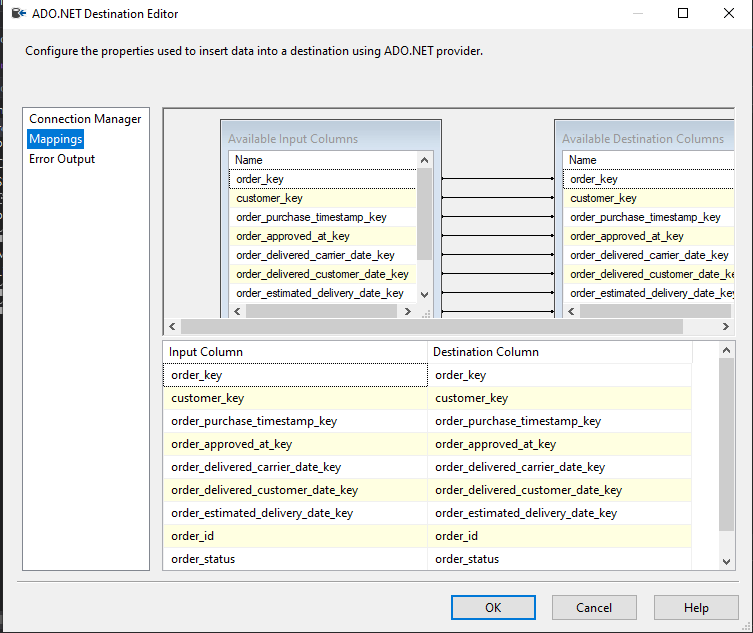 ADO.NET Destination Editor
Configure the properties used to insert data into a destination using ADO.NET provider.
Connection Manager
Mappings
Error Output
Available Input Columns
Name
order_key
customer_key
order_purchase_timestamp_key
order_approved_at_key
order_delivered_carrier_date_key
order_delivered_customer_date_key
order_estimated_delivery_date_key
Available Destination Columns
Name
order_key
customer_key
order_purchase_timestamp_key
order_approved_at_key
order_delivered_carrier_date_key
order_delivered_customer_date_ke
order_estimated_delivery_date_key
Input Column Destination Column
order_key order_key
customer_key customer_key
order_purchase_timestamp_key order_purchase_timestamp_key
order_approved_at_key order_approved_at_key
order_delivered_carrier_date_key order_delivered_carrier_date_key
order_delivered_customer_date_key order_delivered_customer_date_key
order_estimated_delivery_date_key order_estimated_delivery_date_key
order_id order_id
order_status order_status
OK Cancel Help